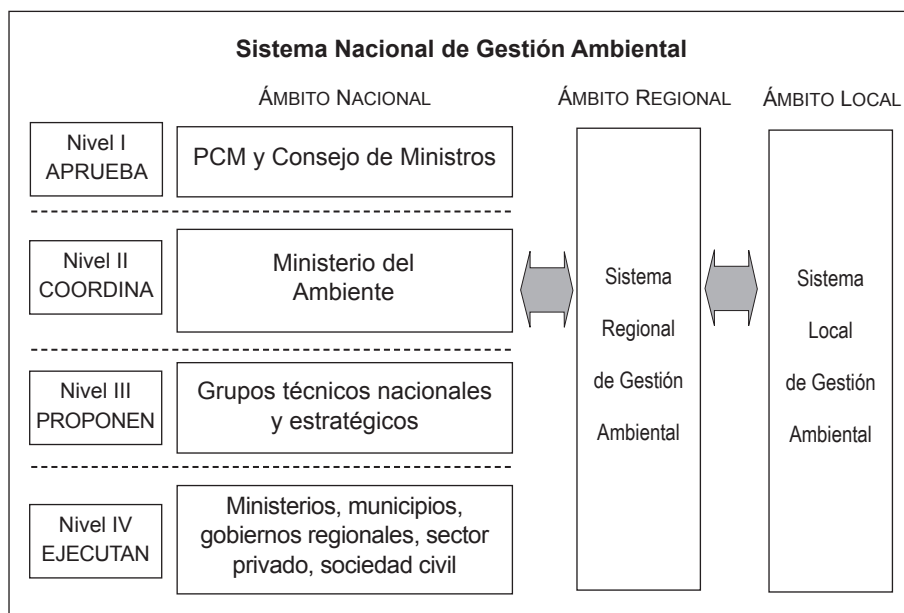 Sistema Nacional de Gestión Ambiental
ÁMBITO NACIONAL
ÁMBITO REGIONAL
ÁMBITO LOCAL
Nivel I
APRUEBA
PCM y Consejo de Ministros
Nivel II
COORDINA
Ministerio del
Ambiente
Nivel III
PROPONEN
Grupos técnicos nacionales
y estratégicos
Nivel IV
EJECUTAN
Ministerios, municipios,
gobiernos regionales, sector
privado, sociedad civil
Sistema
Regional
de Gestión
Ambiental
Sistema
Local
de Gestión
Ambiental